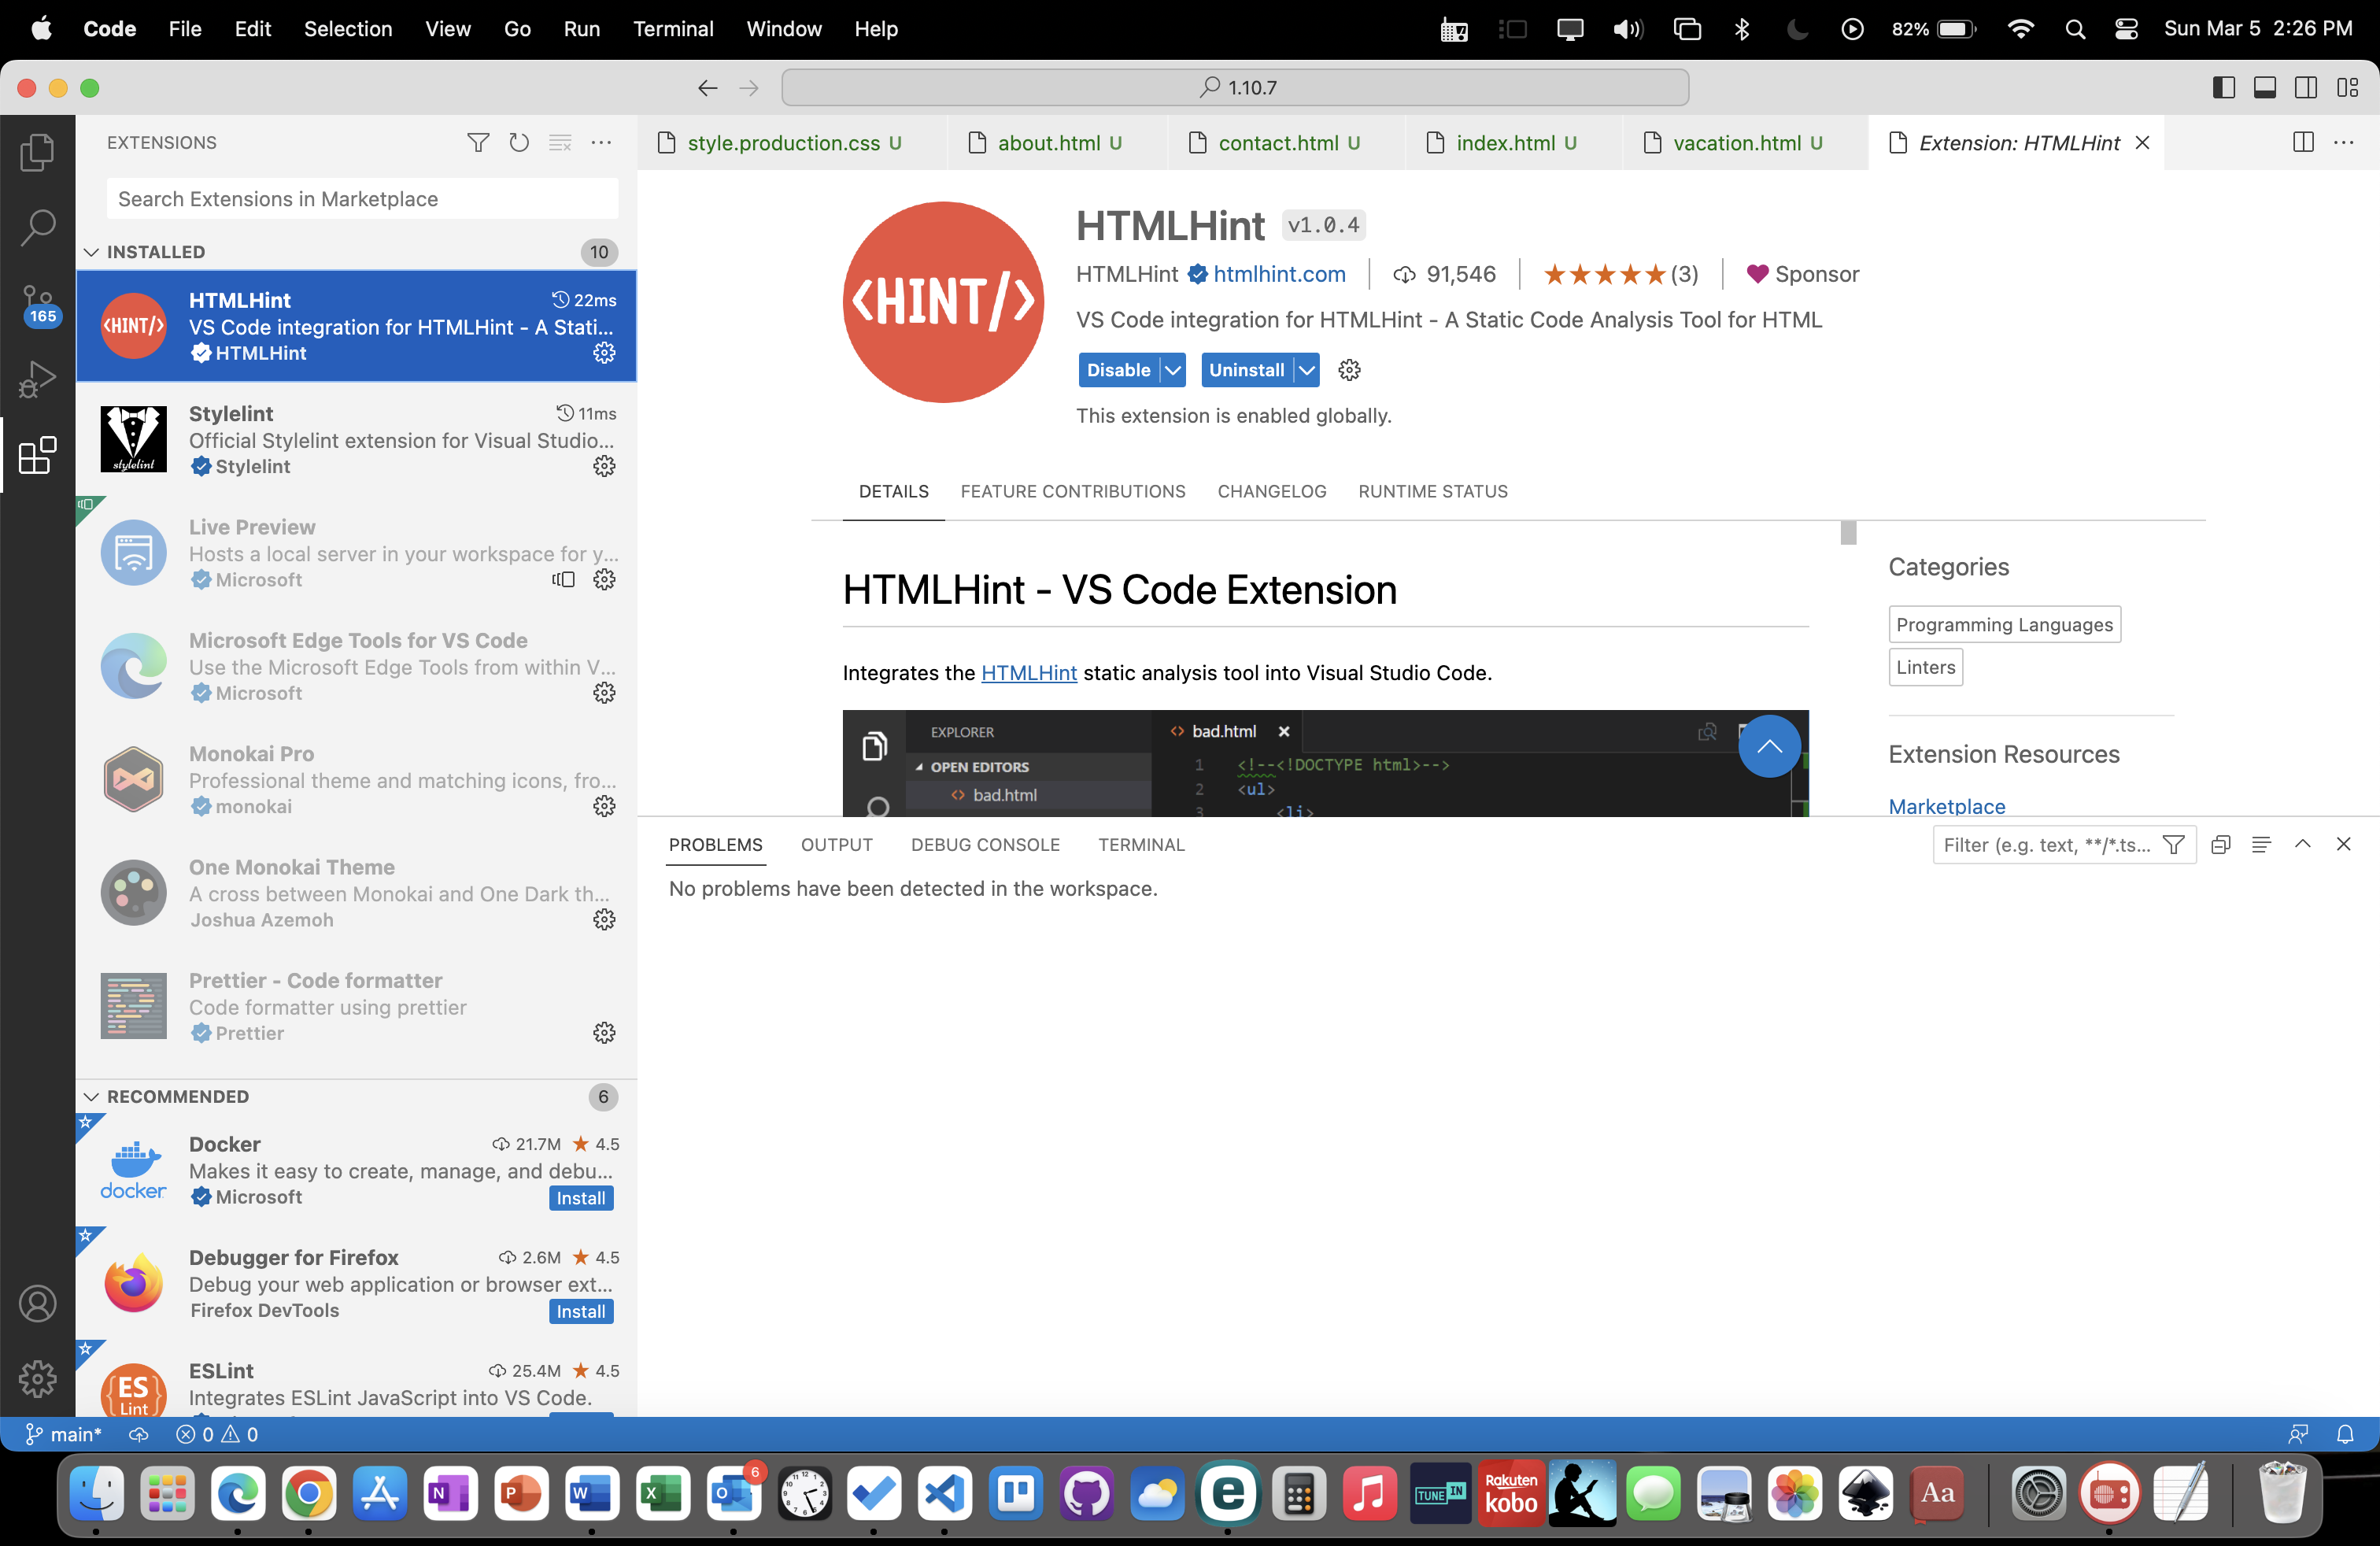 Code File Edit Selection View Go Run Terminal Window Help 82% Sun Mar 5 2:26 PM
1.10.7
EXTENSIONS
Search Extensions in Marketplace
INSTALLED 10
<HINT/>
HTMLHint 22ms
VS Code integration for HTMLHint - A Stati...
HTMLHint
stylelint
Stylelint 11ms
Official Stylelint extension for Visual Studio...
Stylelint
Live Preview
Hosts a local server in your workspace for y...
Microsoft
Microsoft Edge Tools for VS Code
Use the Microsoft Edge Tools from within V...
Microsoft
Monokai Pro
Professional theme and matching icons, fro...
monokai
One Monokai Theme
A cross between Monokai and One Dark th...
Joshua Azemoh
Prettier - Code formatter
Code formatter using prettier
Prettier
RECOMMENDED 6
docker
Docker 21.7M 4.5
Makes it easy to create, manage, and debu...
Microsoft Install
Debugger for Firefox 2.6M 4.5
Debug your web application or browser ext...
Firefox DevTools Install
{ES}
Lint
ESLint 25.4M 4.5
Integrates ESLint JavaScript into VS Code.
165
style.production.css U about.html U contact.html U index.html U vacation.html U Extension: HTMLHint
<HINT/>
HTMLHint v1.0.4
HTMLHint htmlhint.com 91,546 (3) Sponsor
VS Code integration for HTMLHint - A Static Code Analysis Tool for HTML
Disable Uninstall
This extension is enabled globally.
DETAILS FEATURE CONTRIBUTIONS CHANGELOG RUNTIME STATUS
HTMLHint - VS Code Extension
Integrates the HTMLHint static analysis tool into Visual Studio Code.
EXPLORER
OPEN EDITORS
bad.html
bad.html
1 <!--<!DOCTYPE html>-->
2 <ul>
3 <li>
Categories
Programming Languages
Linters
Extension Resources
Marketplace
PROBLEMS OUTPUT DEBUG CONSOLE TERMINAL
Filter (e.g. text, **/*.ts...
No problems have been detected in the workspace.
main* 0 0
N P W X O 6
e
TUNE IN
Rakuten
kobo
Aa